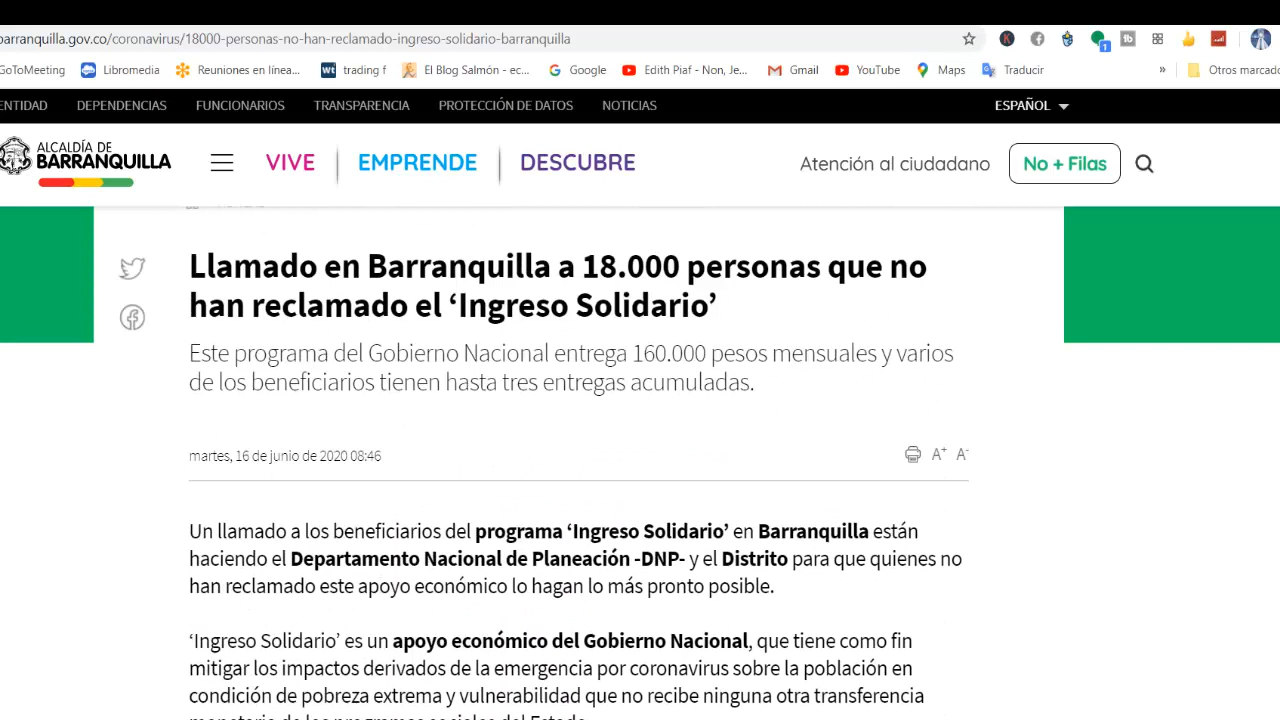 barranquilla.gov.co/coronavirus/18000-personas-no-han-reclamado-ingreso-solidario-barranquilla
GoToMeeting Libromedia Reuniones en línea... wt trading f El Blog Salmón - ec... Google Edith Piaf - Non, Je... Gmail YouTube Maps Traducir » Otros marcado
ENTIDAD DEPENDENCIAS FUNCIONARIOS TRANSPARENCIA PROTECCIÓN DE DATOS NOTICIAS ESPAÑOL
ALCALDÍA DE
BARRANQUILLA
VIVE EMPRENDE DESCUBRE Atención al ciudadano No + Filas
Llamado en Barranquilla a 18.000 personas que no
han reclamado el ‘Ingreso Solidario’
Este programa del Gobierno Nacional entrega 160.000 pesos mensuales y varios
de los beneficiarios tienen hasta tres entregas acumuladas.
martes, 16 de junio de 2020 08:46 A+ A-
Un llamado a los beneficiarios del programa ‘Ingreso Solidario’ en Barranquilla están
haciendo el Departamento Nacional de Planeación -DNP- y el Distrito para que quienes no
han reclamado este apoyo económico lo hagan lo más pronto posible.
‘Ingreso Solidario’ es un apoyo económico del Gobierno Nacional, que tiene como fin
mitigar los impactos derivados de la emergencia por coronavirus sobre la población en
condición de pobreza extrema y vulnerabilidad que no recibe ninguna otra transferencia
monetaria de los programas sociales del Estado.